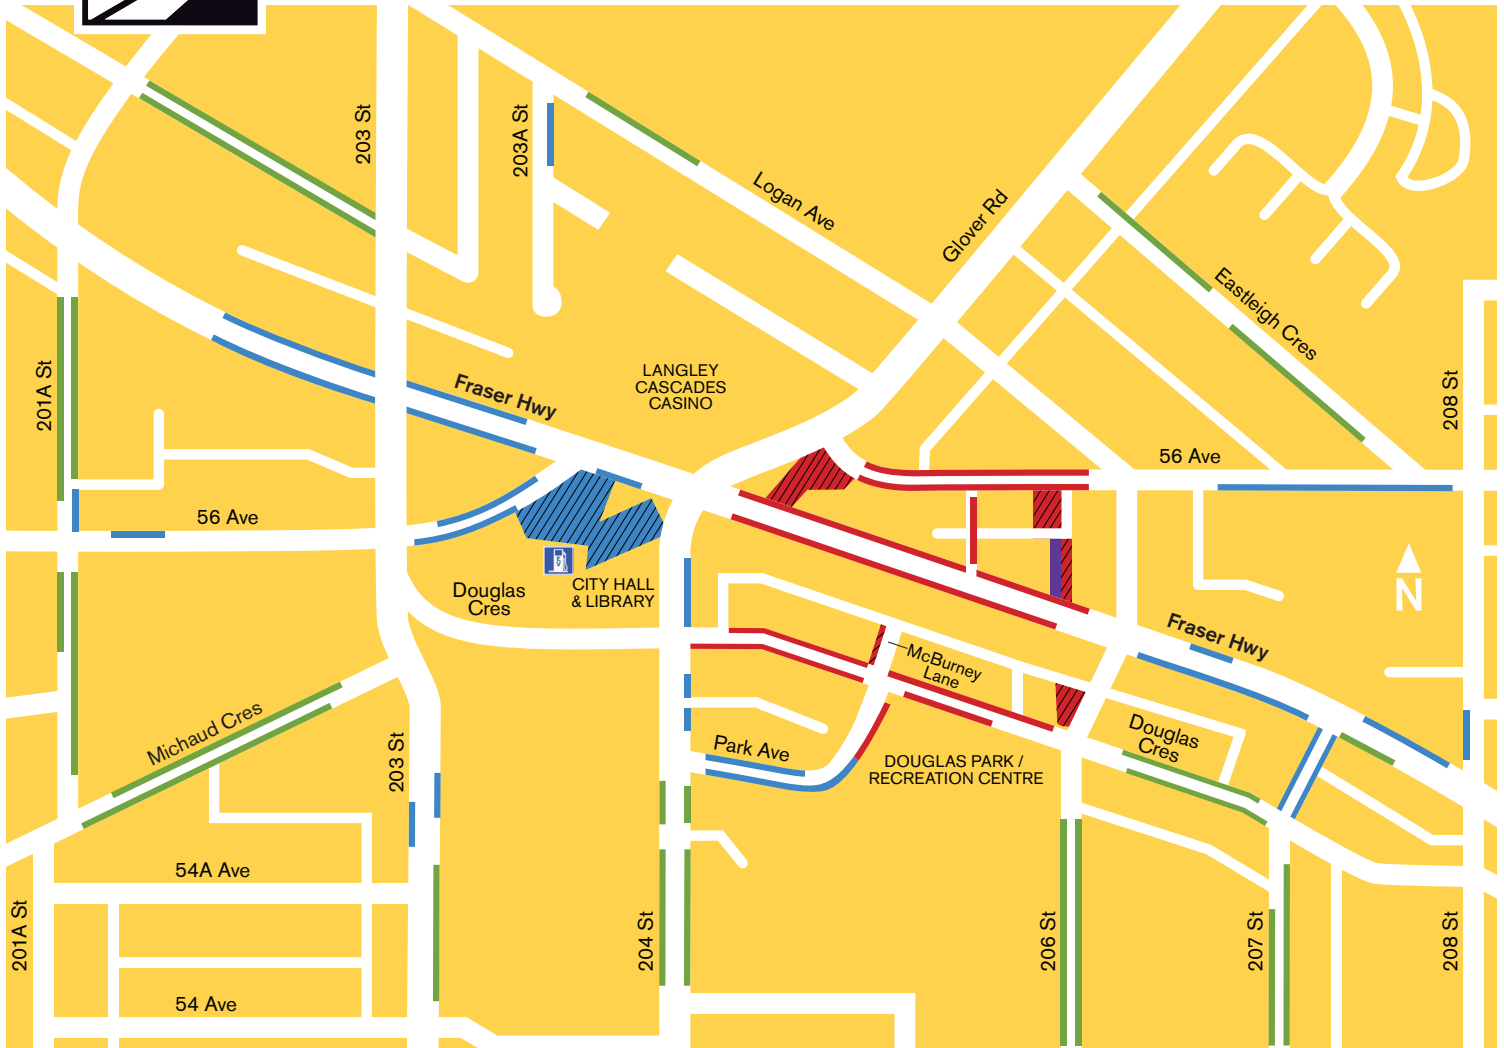 203 St
203A St
Logan Ave
Glover Rd
Eastleigh Cres
201A St
Fraser Hwy
LANGLEY
CASCADES
CASINO
208 St
56 Ave
56 Ave
Douglas
Cres
CITY HALL
& LIBRARY
N
Fraser Hwy
McBurney
Lane
Michaud Cres
203 St
Park Ave
DOUGLAS PARK /
RECREATION CENTRE
Douglas
Cres
54A Ave
201A St
204 St
206 St
207 St
208 St
54 Ave